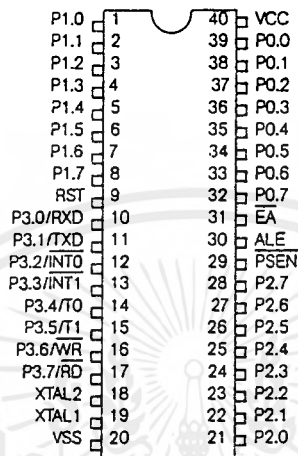 P1.0 1 40 VCC
P1.1 2 39 P0.0
P1.2 3 38 P0.1
P1.3 4 37 P0.2
P1.4 5 36 P0.3
P1.5 6 35 P0.4
P1.6 7 34 P0.5
P1.7 8 33 P0.6
RST 9 32 P0.7
P3.0/RXD 10 31 E̅A̅
P3.1/TXD 11 30 ALE
P3.2/I̅N̅T̅0̅ 12 29 P̅S̅E̅N̅
P3.3/I̅N̅T̅1̅ 13 28 P2.7
P3.4/T0 14 27 P2.6
P3.5/T1 15 26 P2.5
P3.6/W̅R̅ 16 25 P2.4
P3.7/R̅D̅ 17 24 P2.3
XTAL2 18 23 P2.2
XTAL1 19 22 P2.1
VSS 20 21 P2.0